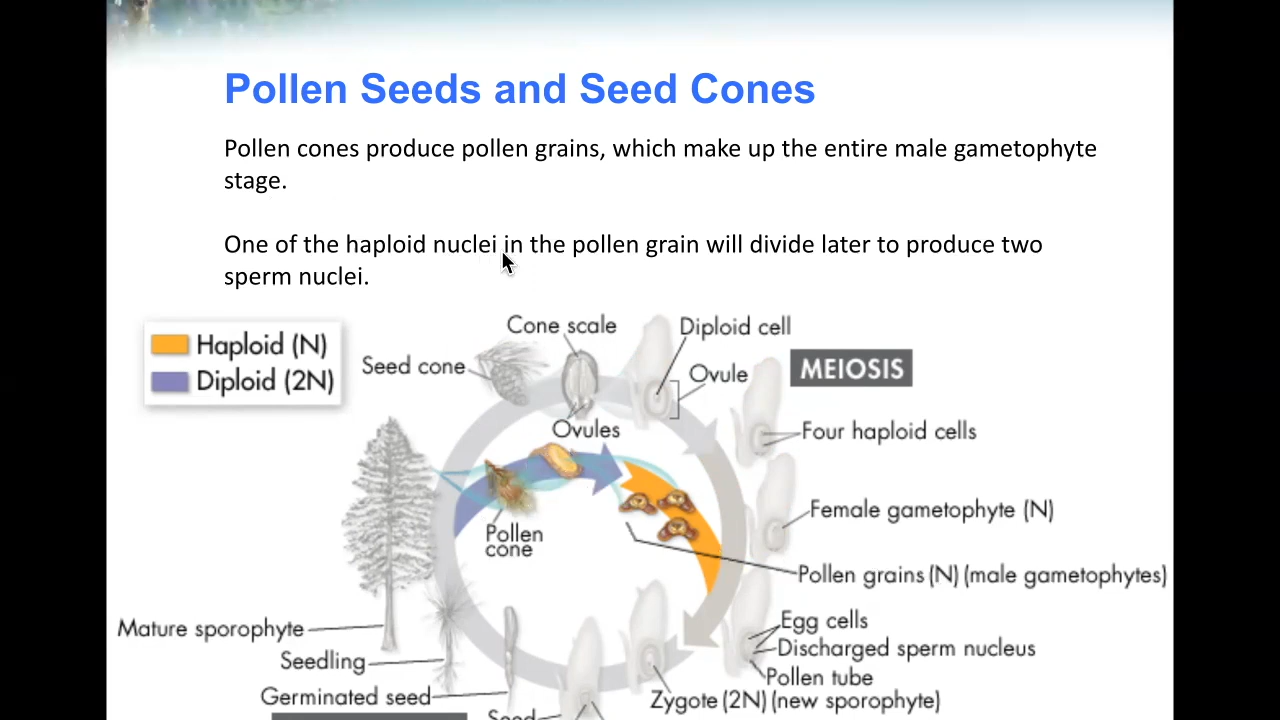 Pollen Seeds and Seed Cones
Pollen cones produce pollen grains, which make up the entire male gametophyte
stage.
One of the haploid nuclei in the pollen grain will divide later to produce two
sperm nuclei.
Haploid (N)
Diploid (2N)
Cone scale
Diploid cell
Seed cone
Ovule
MEIOSIS
Ovules
Four haploid cells
Pollen
cone
Female gametophyte (N)
Pollen grains (N) (male gametophytes)
Egg cells
Mature sporophyte
Discharged sperm nucleus
Seedling
Pollen tube
Germinated seed
Zygote (2N) (new sporophyte)
Seed